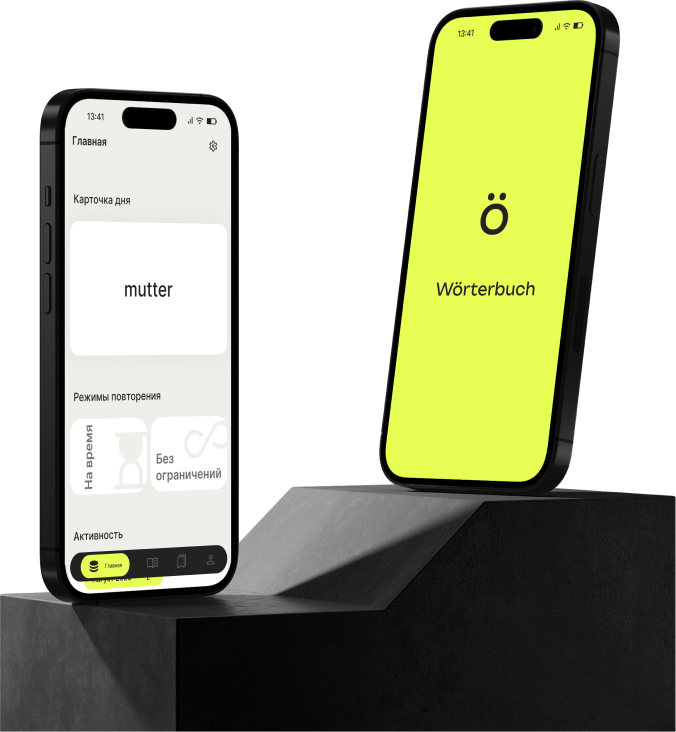 13:41
Главная
Карточка дня
mutter
Режимы повторения
На время
Без
ограничений
Активность
Главная
13:41
ö
Wörterbuch